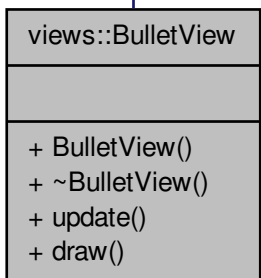 views::BulletView
+ BulletView()
+ ~BulletView()
+ update()
+ draw()